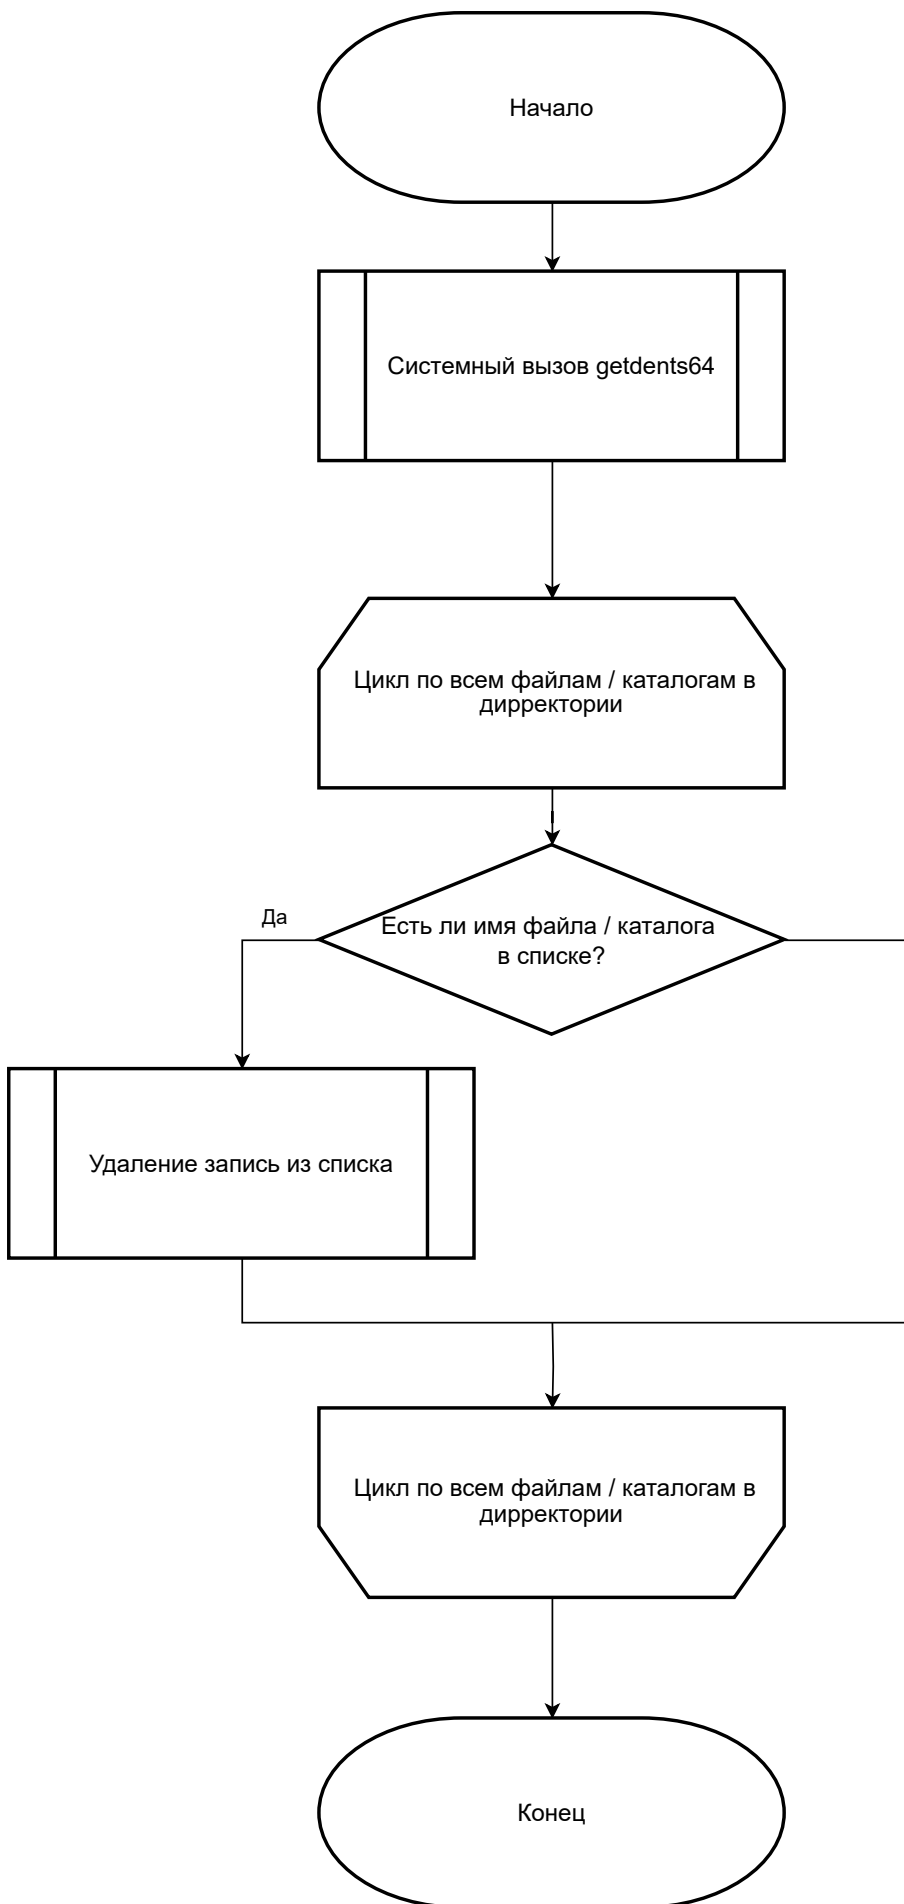 Начало
Системный вызов getdents64
Цикл по всем файлам / каталогам в
дирректории
Есть ли имя файла / каталога
в списке?
Да
Удаление запись из списка
Цикл по всем файлам / каталогам в
дирректории
Конец